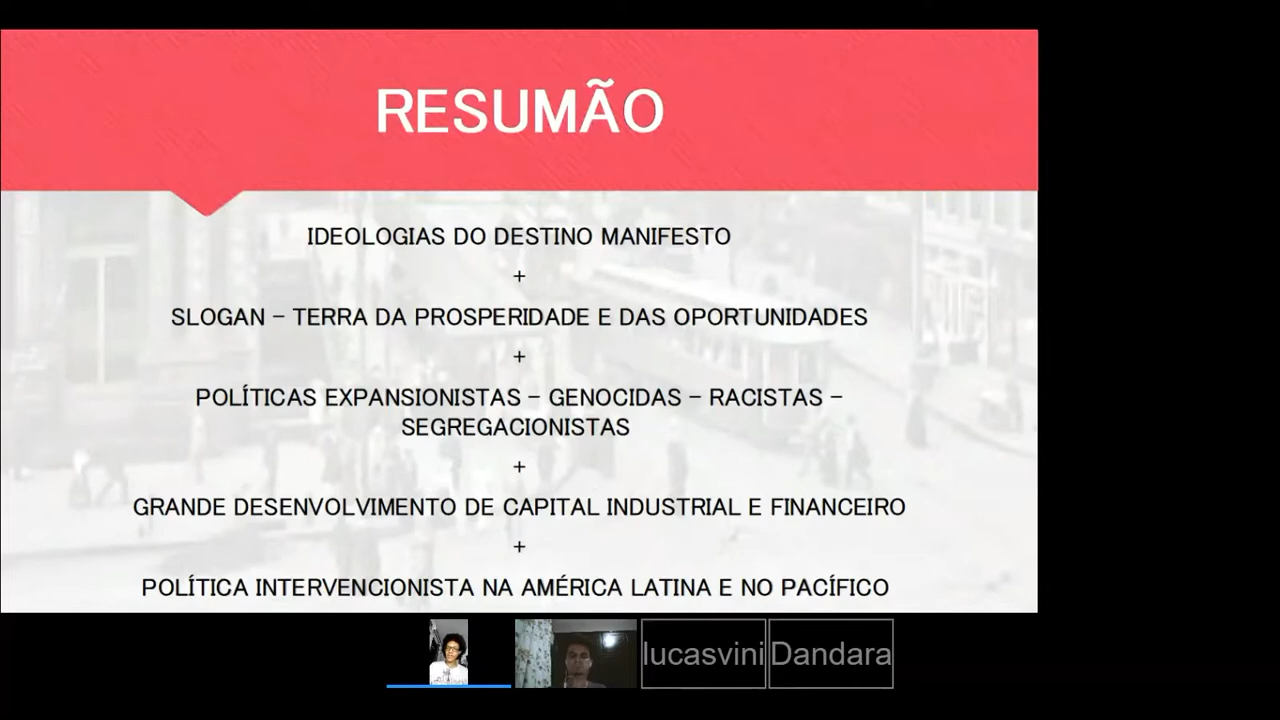 RESUMÃO
IDEOLOGIAS DO DESTINO MANIFESTO
+
SLOGAN – TERRA DA PROSPERIDADE E DAS OPORTUNIDADES
+
POLÍTICAS EXPANSIONISTAS – GENOCIDAS – RACISTAS –
SEGREGACIONISTAS
+
GRANDE DESENVOLVIMENTO DE CAPITAL INDUSTRIAL E FINANCEIRO
+
POLÍTICA INTERVENCIONISTA NA AMÉRICA LATINA E NO PACÍFICO
lucasvini
Dandara